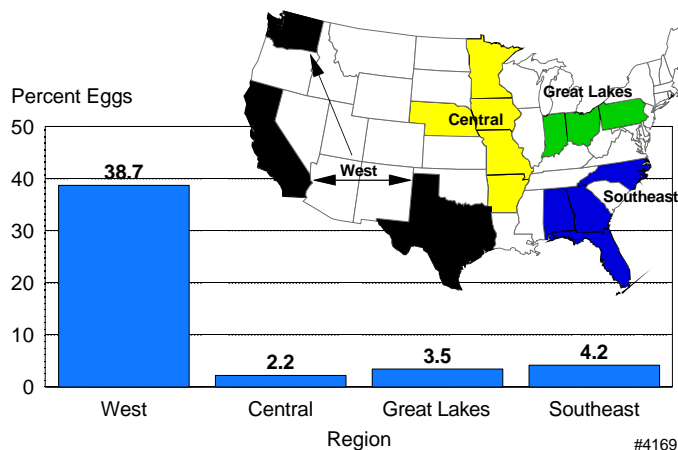 Percent Eggs
50
40
30
20
10
0
38.7
2.2
3.5
4.2
Great Lakes
Central
West
Southeast
West
Central
Great Lakes
Southeast
Region
#4169